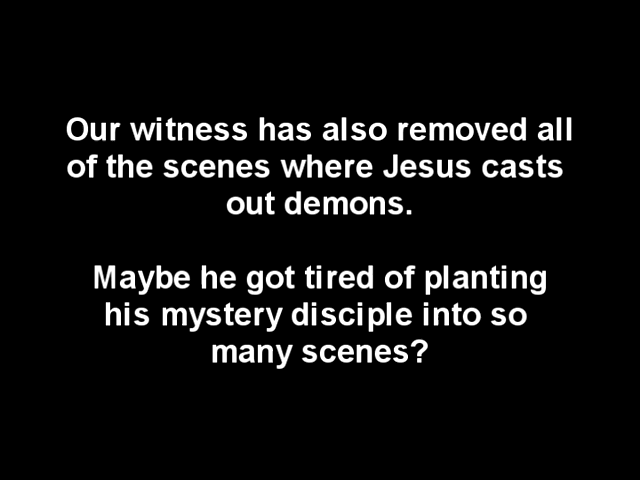 Our witness has also removed all
of the scenes where Jesus casts
out demons.
Maybe he got tired of planting
his mystery disciple into so
many scenes?